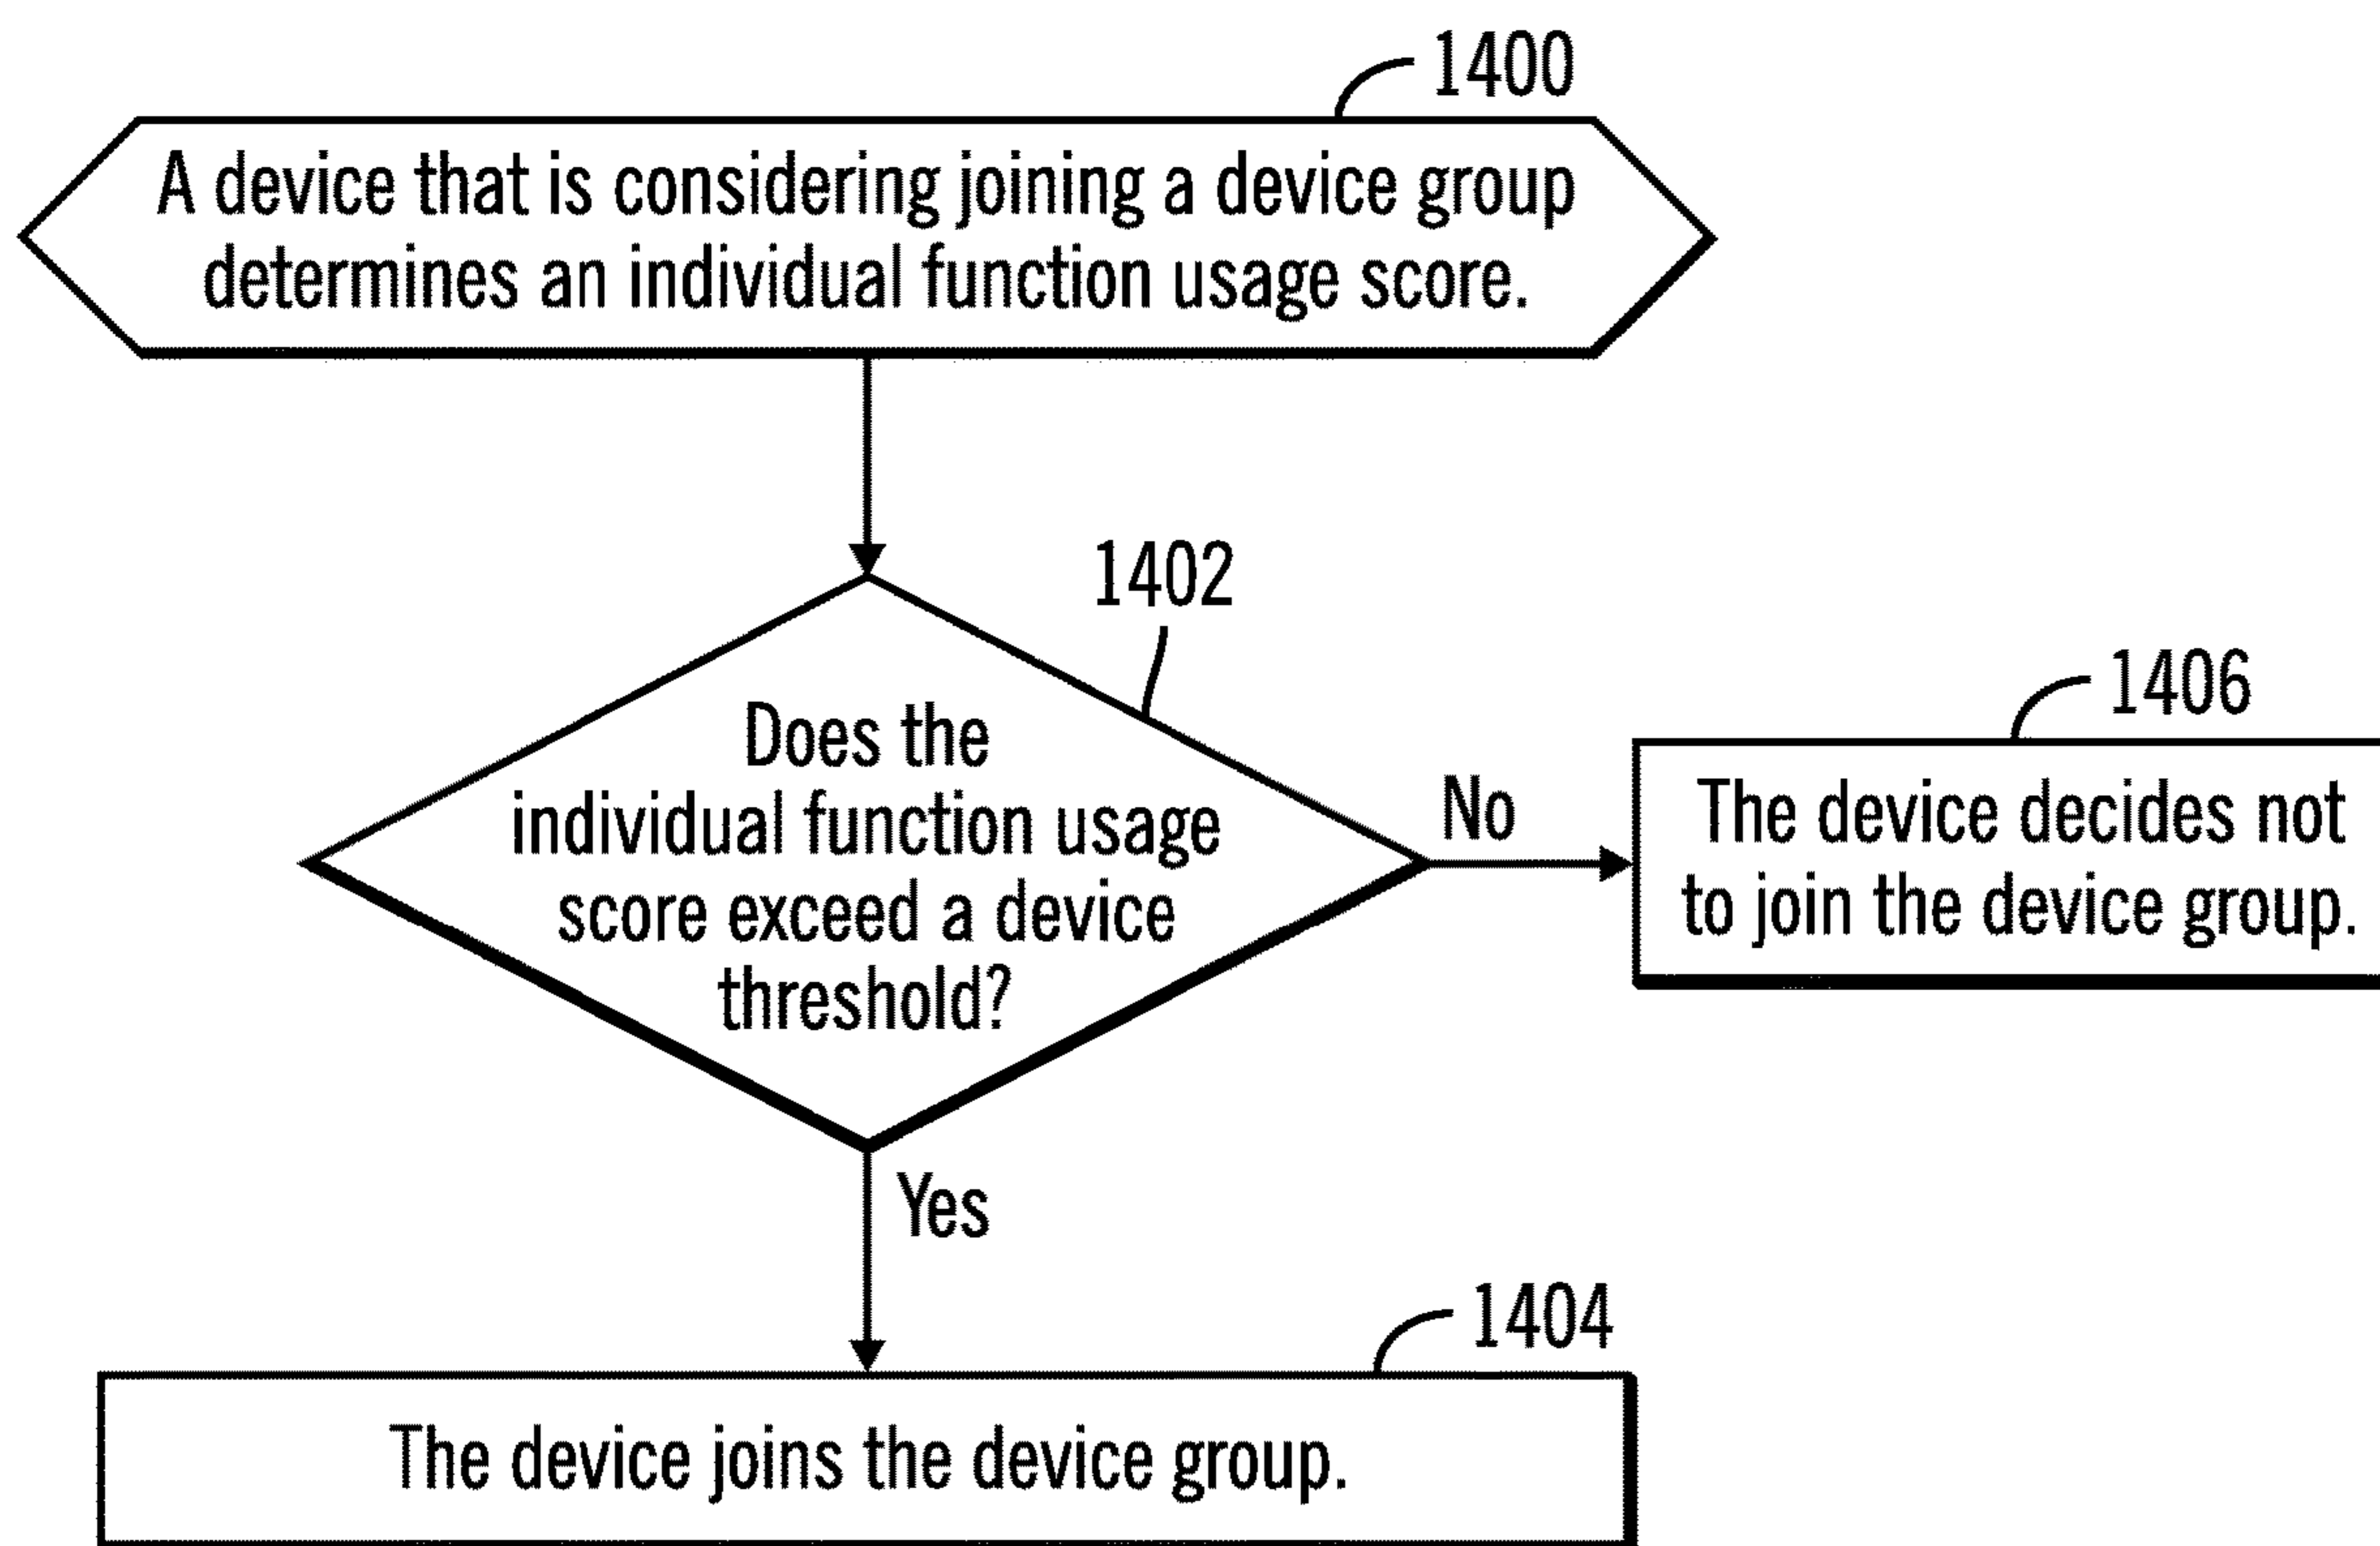 1400
A device that is considering joining a device group
determines an individual function usage score.
1402
Does the
individual function usage
score exceed a device
threshold?
No
1406
The device decides not
to join the device group.
Yes
1404
The device joins the device group.